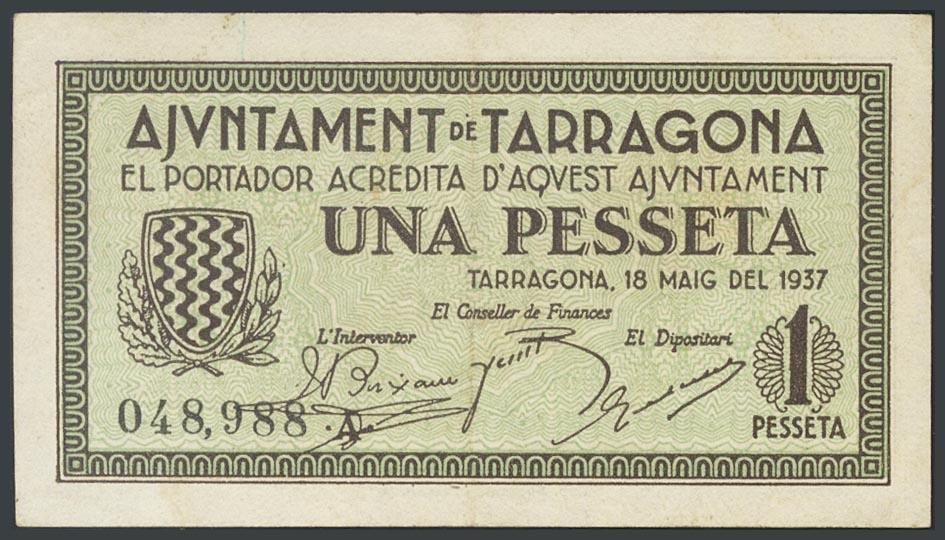 AJVNTAMENT DE TARRAGONA
EL PORTADOR ACREDITA D'AQVEST AJVNTAMENT
UNA PESSETA
TARRAGONA, 18 MAIG DEL 1937
El Conseller de Finances
L'Interventor
El Dipositari
048,988 ·A·
1
PESSETA